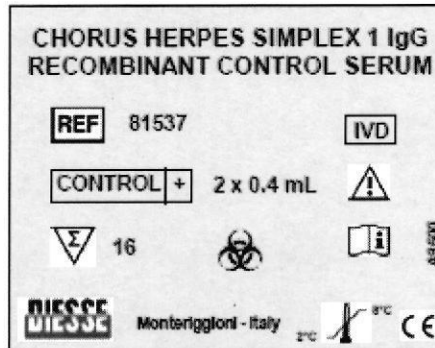 CHORUS HERPES SIMPLEX 1 IgG
RECOMBINANT CONTROL SERUM
REF 81537 IVD
CONTROL + 2 x 0.4 mL
Σ 16 i
DIESSE Monteriggioni - Italy 2°C 8°C CE